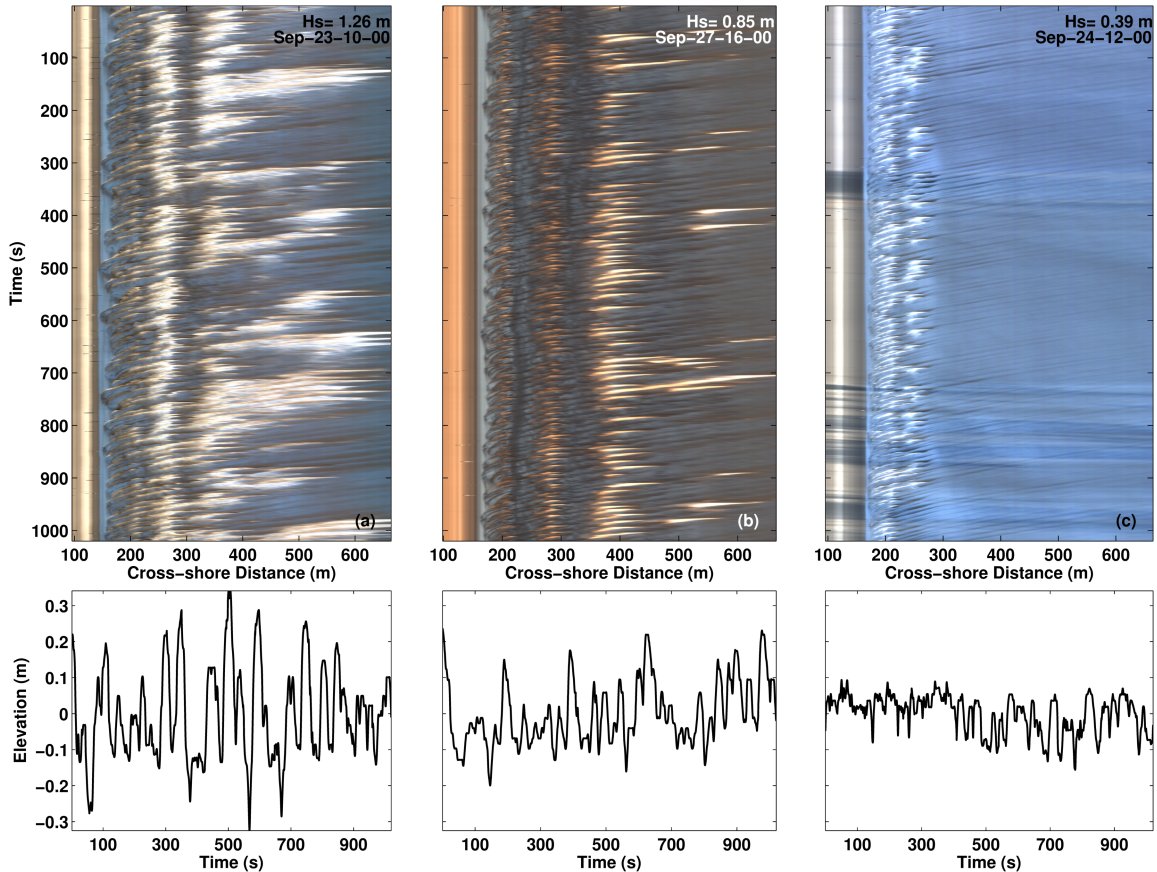 Hs= 1.26 m
Sep-23-10-00
Hs= 0.85 m
Sep-27-16-00
Hs= 0.39 m
Sep-24-12-00
100
200
300
400
500
600
700
800
900
1000
Time (s)
(a)
(b)
(c)
100 200 300 400 500 600
100 200 300 400 500 600
100 200 300 400 500 600
Cross-shore Distance (m)
Cross-shore Distance (m)
Cross-shore Distance (m)
0.3
0.2
0.1
0
-0.1
-0.2
-0.3
Elevation (m)
100 300 500 700 900
100 300 500 700 900
100 300 500 700 900
Time (s)
Time (s)
Time (s)